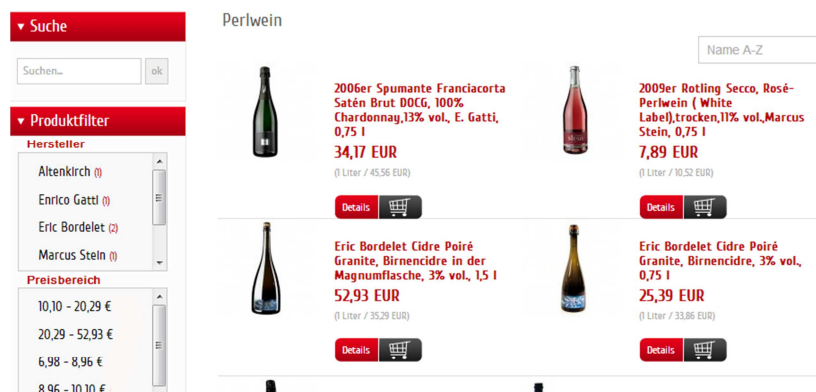 ▾ Suche
Suchen...
ok
▾ Produktfilter
Hersteller
Altenkirch (1)
Enrico Gatti (1)
Eric Bordelet (2)
Marcus Stein (1)
Preisbereich
10,10 - 20,29 €
20,29 - 52,93 €
6,98 - 8,96 €
8,96 - 10,10 €
Perlwein
Name A-Z
2006er Spumante Franciacorta
Satén Brut DOCG, 100%
Chardonnay,13% vol., E. Gatti,
0,75 l
34,17 EUR
(1 Liter / 45,56 EUR)
Details
2009er Rotling Secco, Rosé-
Perlwein ( White
Label),trocken,11% vol.,Marcus
Stein, 0,75 l
7,89 EUR
(1 Liter / 10,52 EUR)
Details
Eric Bordelet Cidre Poiré
Granite, Birnencidre in der
Magnumflasche, 3% vol., 1,5 l
52,93 EUR
(1 Liter / 35,29 EUR)
Details
Eric Bordelet Cidre Poiré
Granite, Birnencidre, 3% vol.,
0,75 l
25,39 EUR
(1 Liter / 33,86 EUR)
Details